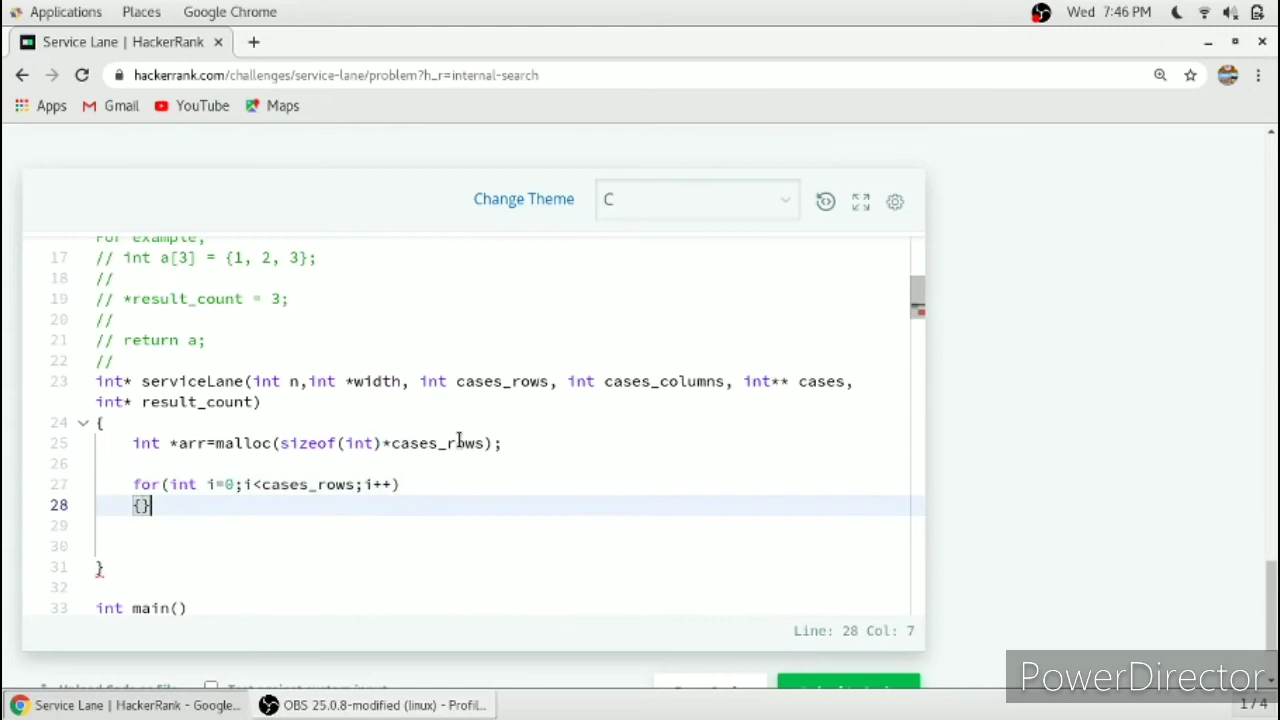 Applications Places Google Chrome Wed 7:46 PM
Service Lane | HackerRank
hackerrank.com/challenges/service-lane/problem?h_r=internal-search
Apps Gmail YouTube Maps
Change Theme C
For example,
17 // int a[3] = {1, 2, 3};
18 //
19 // *result_count = 3;
20 //
21 // return a;
22 //
23 int* serviceLane(int n,int *width, int cases_rows, int cases_columns, int** cases,
int* result_count)
24 {
25 int *arr=malloc(sizeof(int)*cases_rows);
26
27 for(int i=0;i<cases_rows;i++)
28 {}
29
30
31 }
32
33 int main()
Line: 28 Col: 7
PowerDirector
Service Lane | HackerRank - Google... OBS 25.0.8-modified (linux) - Profil... 1 / 4